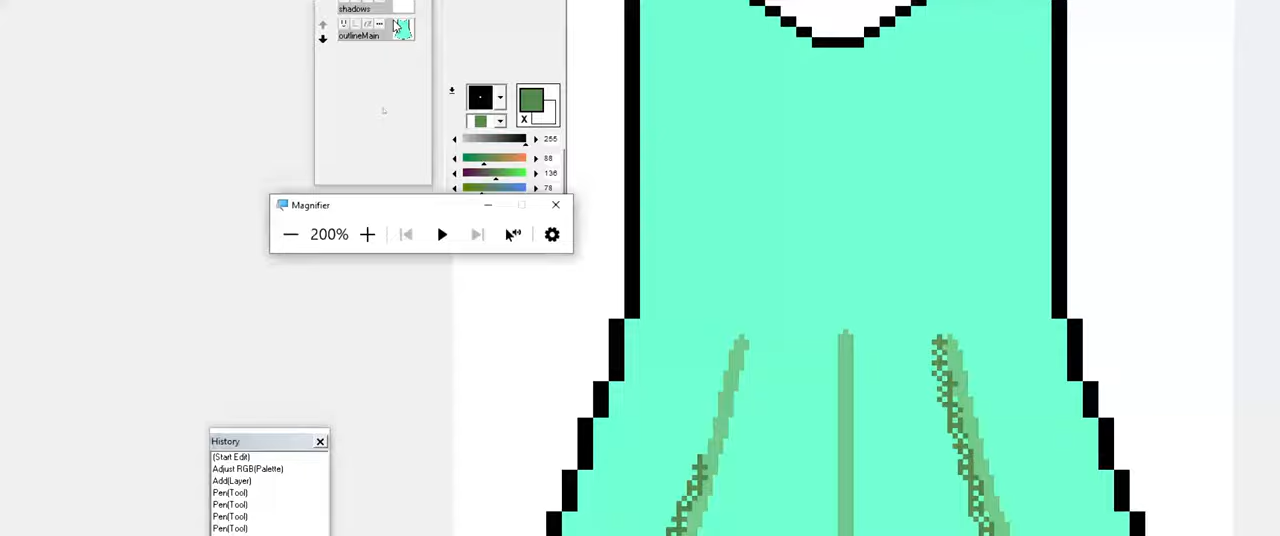 shadows
outlineMain
X
255
88
136
78
Magnifier
200%
History
(Start Edit)
Adjust RGB(Palette)
Add(Layer)
Pen(Tool)
Pen(Tool)
Pen(Tool)
Pen(Tool)